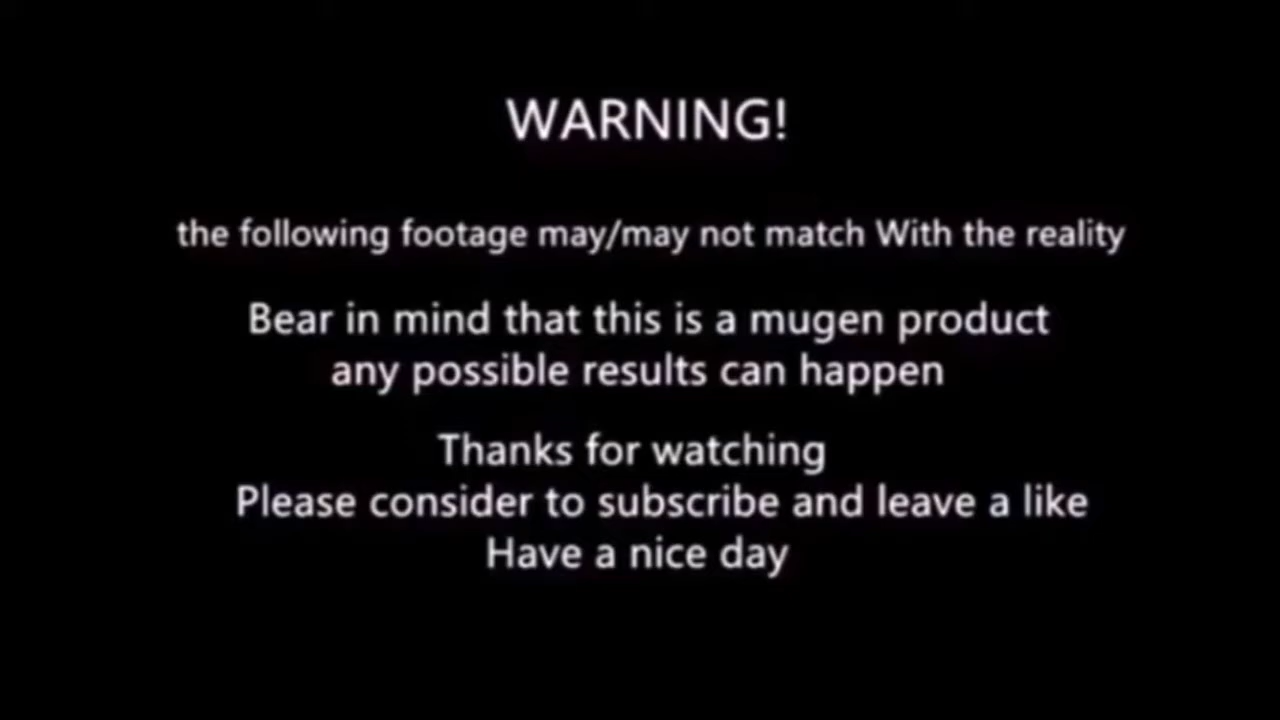 WARNING!
the following footage may/may not match With the reality
Bear in mind that this is a mugen product
any possible results can happen
Thanks for watching
Please consider to subscribe and leave a like
Have a nice day